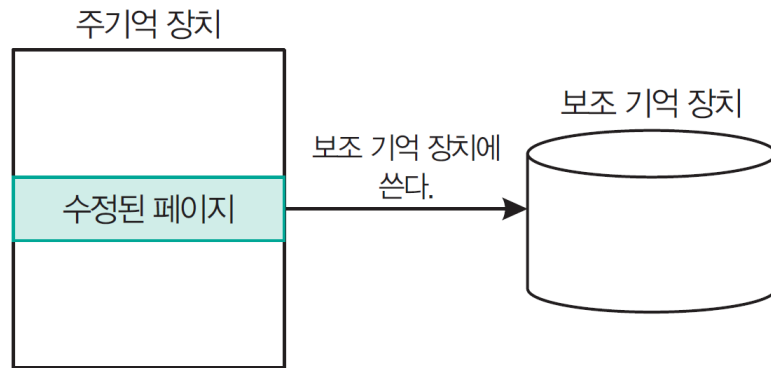 주기억 장치
보조 기억 장치
보조 기억 장치에
쓴다.
수정된 페이지